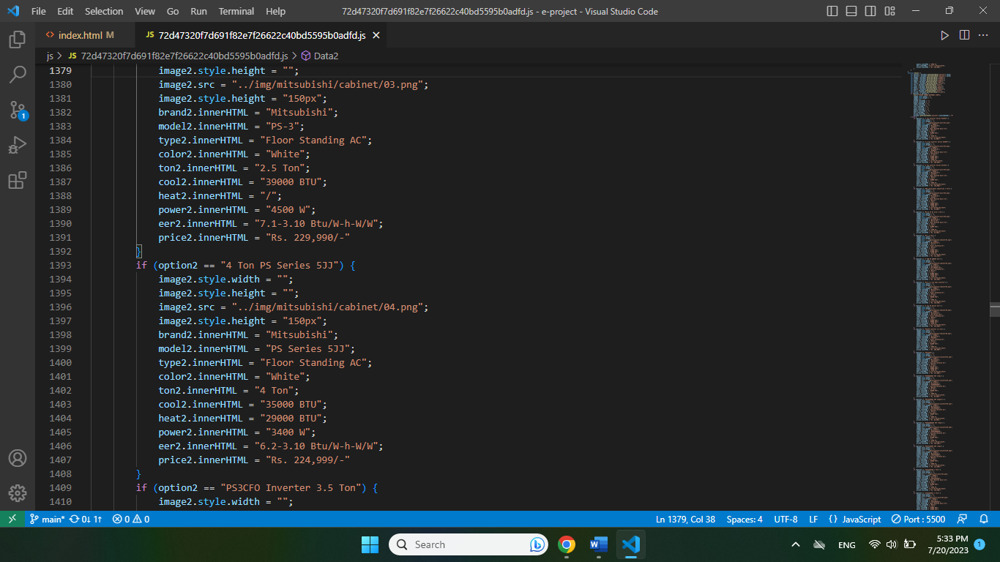 File Edit Selection View Go Run Terminal Help 72d47320f7d691f82e7f26622c40bd5595b0adfd.js - e-project - Visual Studio Code
index.html M JS 72d47320f7d691f82e7f26622c40bd5595b0adfd.js
js > JS 72d47320f7d691f82e7f26622c40bd5595b0adfd.js > Data2
1379 image2.style.height = "";
1380 image2.src = "../img/mitsubishi/cabinet/03.png";
1381 image2.style.height = "150px";
1382 brand2.innerHTML = "Mitsubishi";
1383 model2.innerHTML = "PS-3";
1384 type2.innerHTML = "Floor Standing AC";
1385 color2.innerHTML = "White";
1386 ton2.innerHTML = "2.5 Ton";
1387 cool2.innerHTML = "39000 BTU";
1388 heat2.innerHTML = "/";
1389 power2.innerHTML = "4500 W";
1390 eer2.innerHTML = "7.1-3.10 Btu/W-h-W/W";
1391 price2.innerHTML = "Rs. 229,990/-"
1392 }
1393 if (option2 == "4 Ton PS Series 5JJ") {
1394 image2.style.width = "";
1395 image2.style.height = "";
1396 image2.src = "../img/mitsubishi/cabinet/04.png";
1397 image2.style.height = "150px";
1398 brand2.innerHTML = "Mitsubishi";
1399 model2.innerHTML = "PS Series 5JJ";
1400 type2.innerHTML = "Floor Standing AC";
1401 color2.innerHTML = "White";
1402 ton2.innerHTML = "4 Ton";
1403 cool2.innerHTML = "35000 BTU";
1404 heat2.innerHTML = "29000 BTU";
1405 power2.innerHTML = "3400 W";
1406 eer2.innerHTML = "6.2-3.10 Btu/W-h-W/W";
1407 price2.innerHTML = "Rs. 224,999/-"
1408 }
1409 if (option2 == "PS3CFO Inverter 3.5 Ton") {
1410 image2.style.width = "";
1
main* 0↓ 1↑ 0 0 Ln 1379, Col 38 Spaces: 4 UTF-8 LF {} JavaScript Port : 5500
Search ENG 5:33 PM
7/20/2023 1